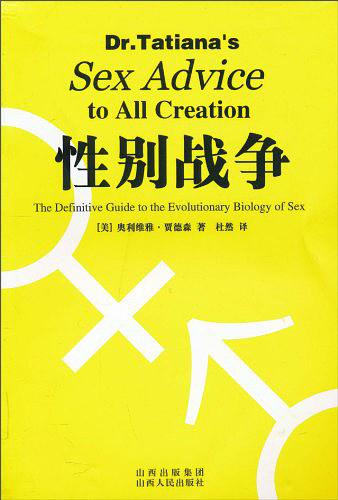 Dr.Tatiana's
Sex Advice
to All Creation
性别战争
The Definitive Guide to the Evolutionary Biology of Sex
[美] 奥利维雅·贾德森 著 杜然 译
山西出版集团
山西人民出版社